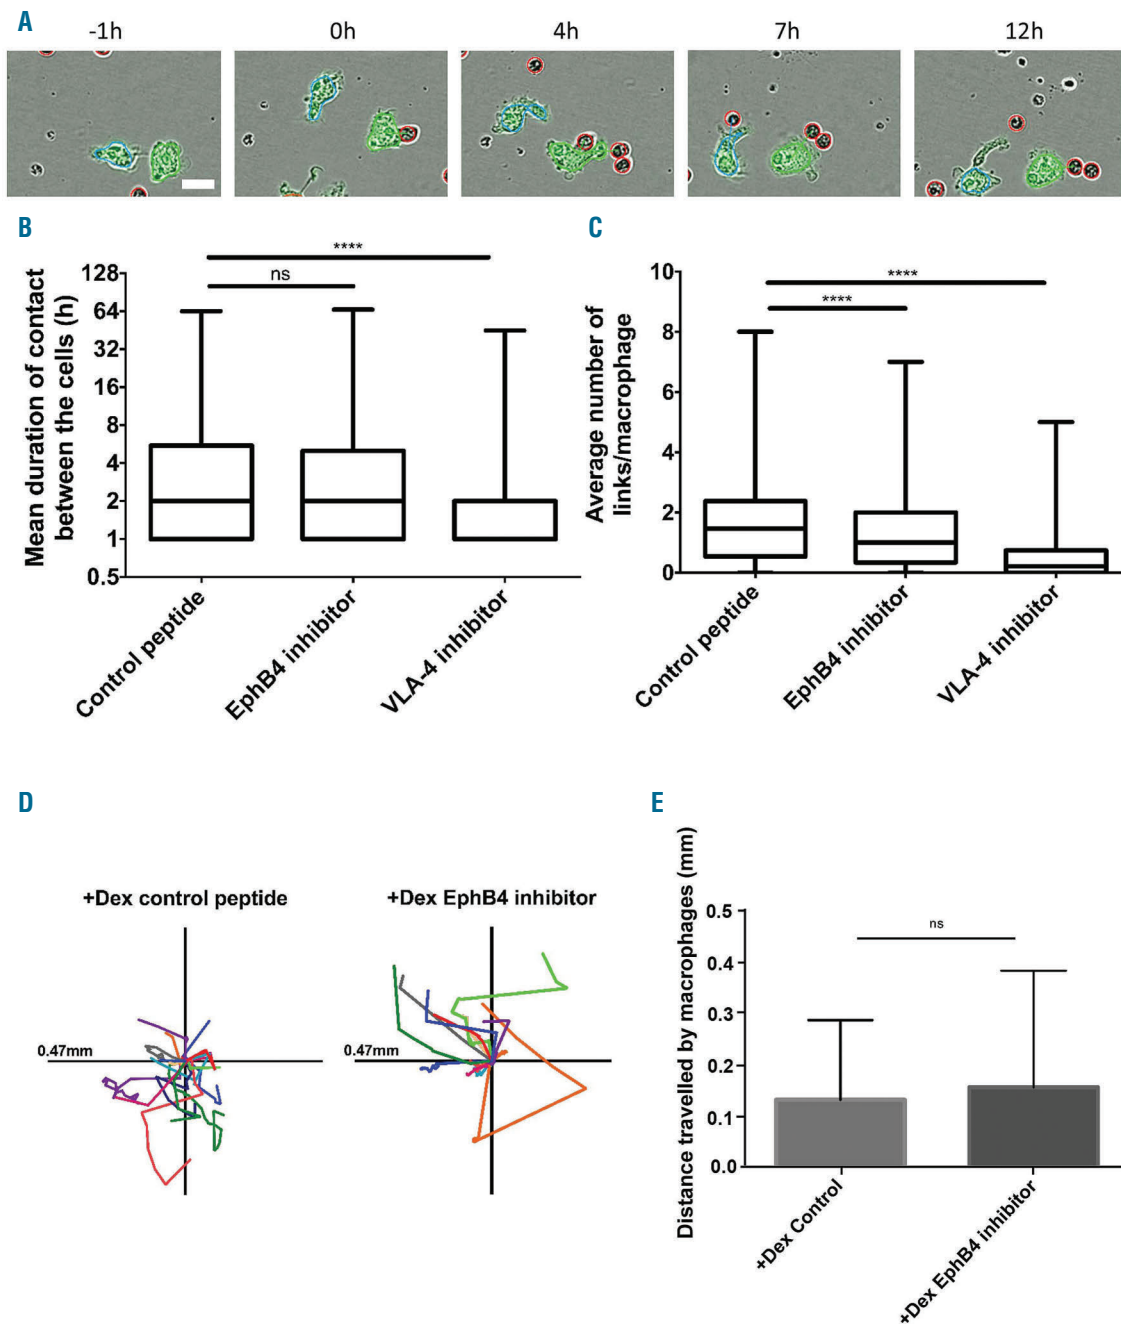 A
-1h 0h 4h 7h 12h
B
Mean duration of contact
between the cells (h)
128
64
32
16
8
4
2
1
0.5
****
ns
Control peptide
EphB4 inhibitor
VLA-4 inhibitor
C
Average number of
links/macrophage
10
8
6
4
2
0
****
****
Control peptide
EphB4 inhibitor
VLA-4 inhibitor
D
+Dex control peptide
0.47mm
+Dex EphB4 inhibitor
0.47mm
E
Distance travelled by macrophages (mm)
0.5
0.4
0.3
0.2
0.1
0.0
ns
+Dex Control
+Dex EphB4 inhibitor